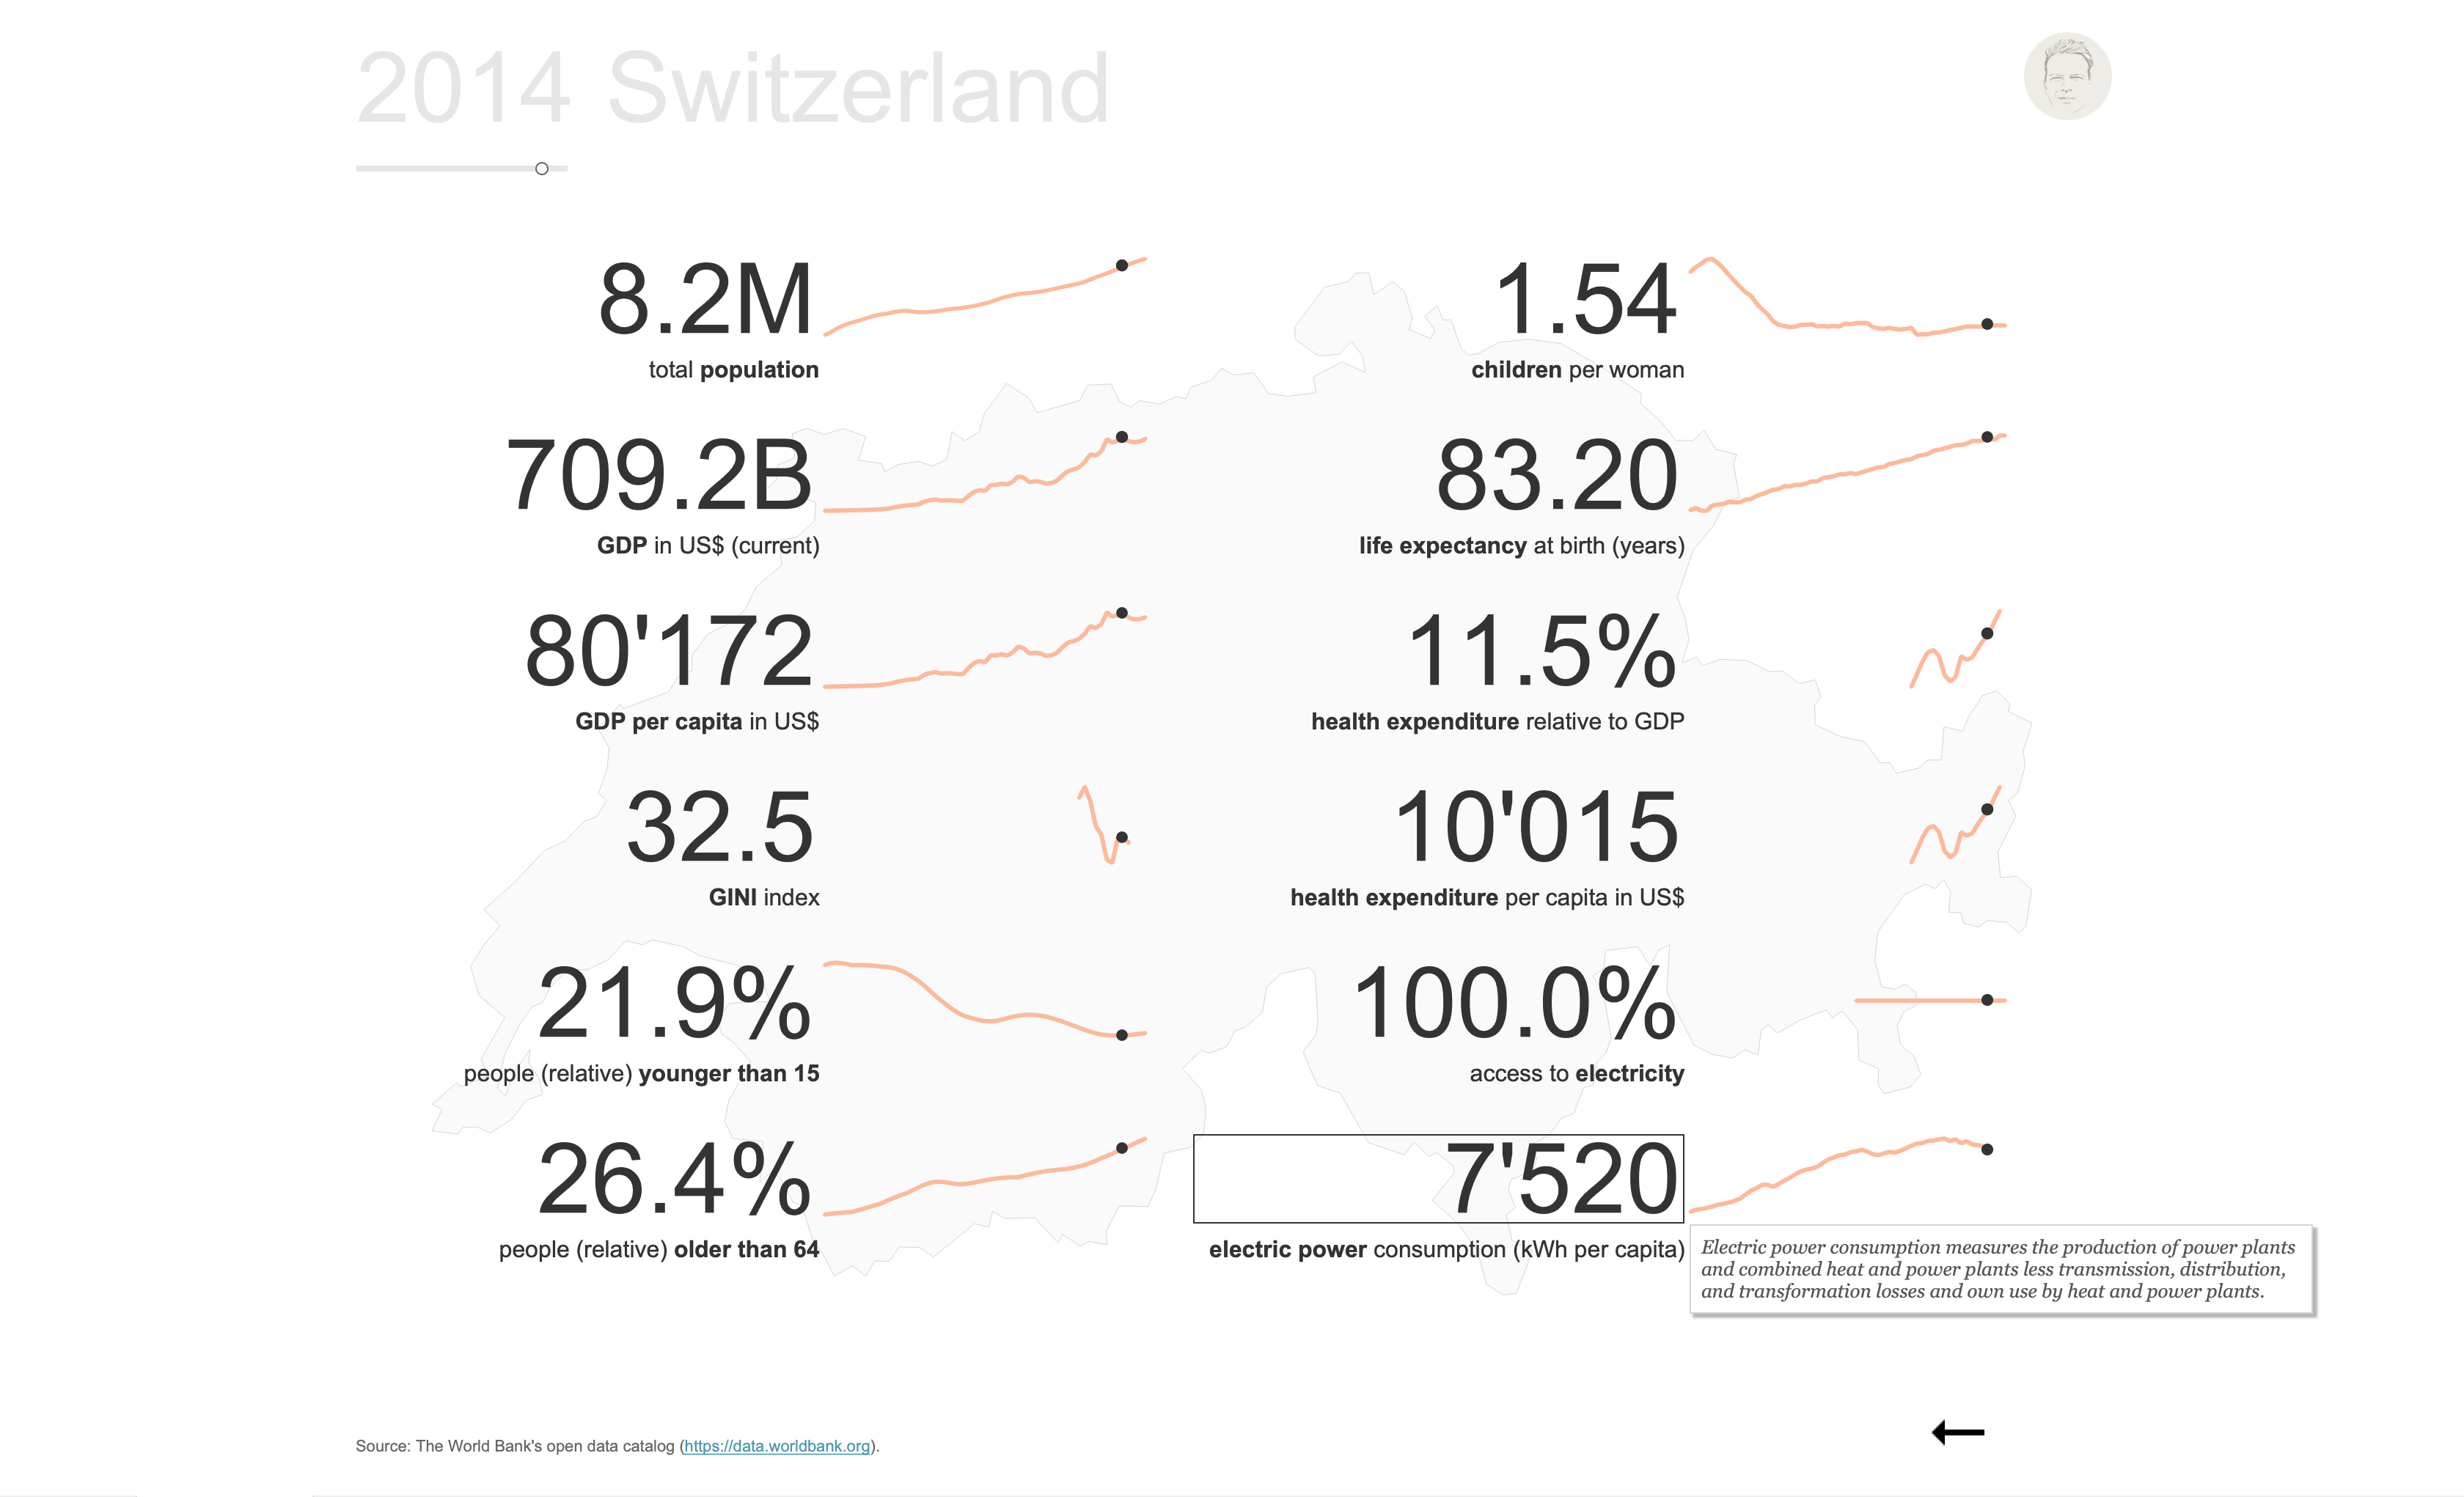 2014 Switzerland
8.2M
total population
709.2B
GDP in US$ (current)
80'172
GDP per capita in US$
32.5
GINI index
21.9%
people (relative) younger than 15
26.4%
people (relative) older than 64
1.54
children per woman
83.20
life expectancy at birth (years)
11.5%
health expenditure relative to GDP
10'015
health expenditure per capita in US$
100.0%
access to electricity
7'520
electric power consumption (kWh per capita)
Electric power consumption measures the production of power plants
and combined heat and power plants less transmission, distribution,
and transformation losses and own use by heat and power plants.
Source: The World Bank's open data catalog (https://data.worldbank.org).